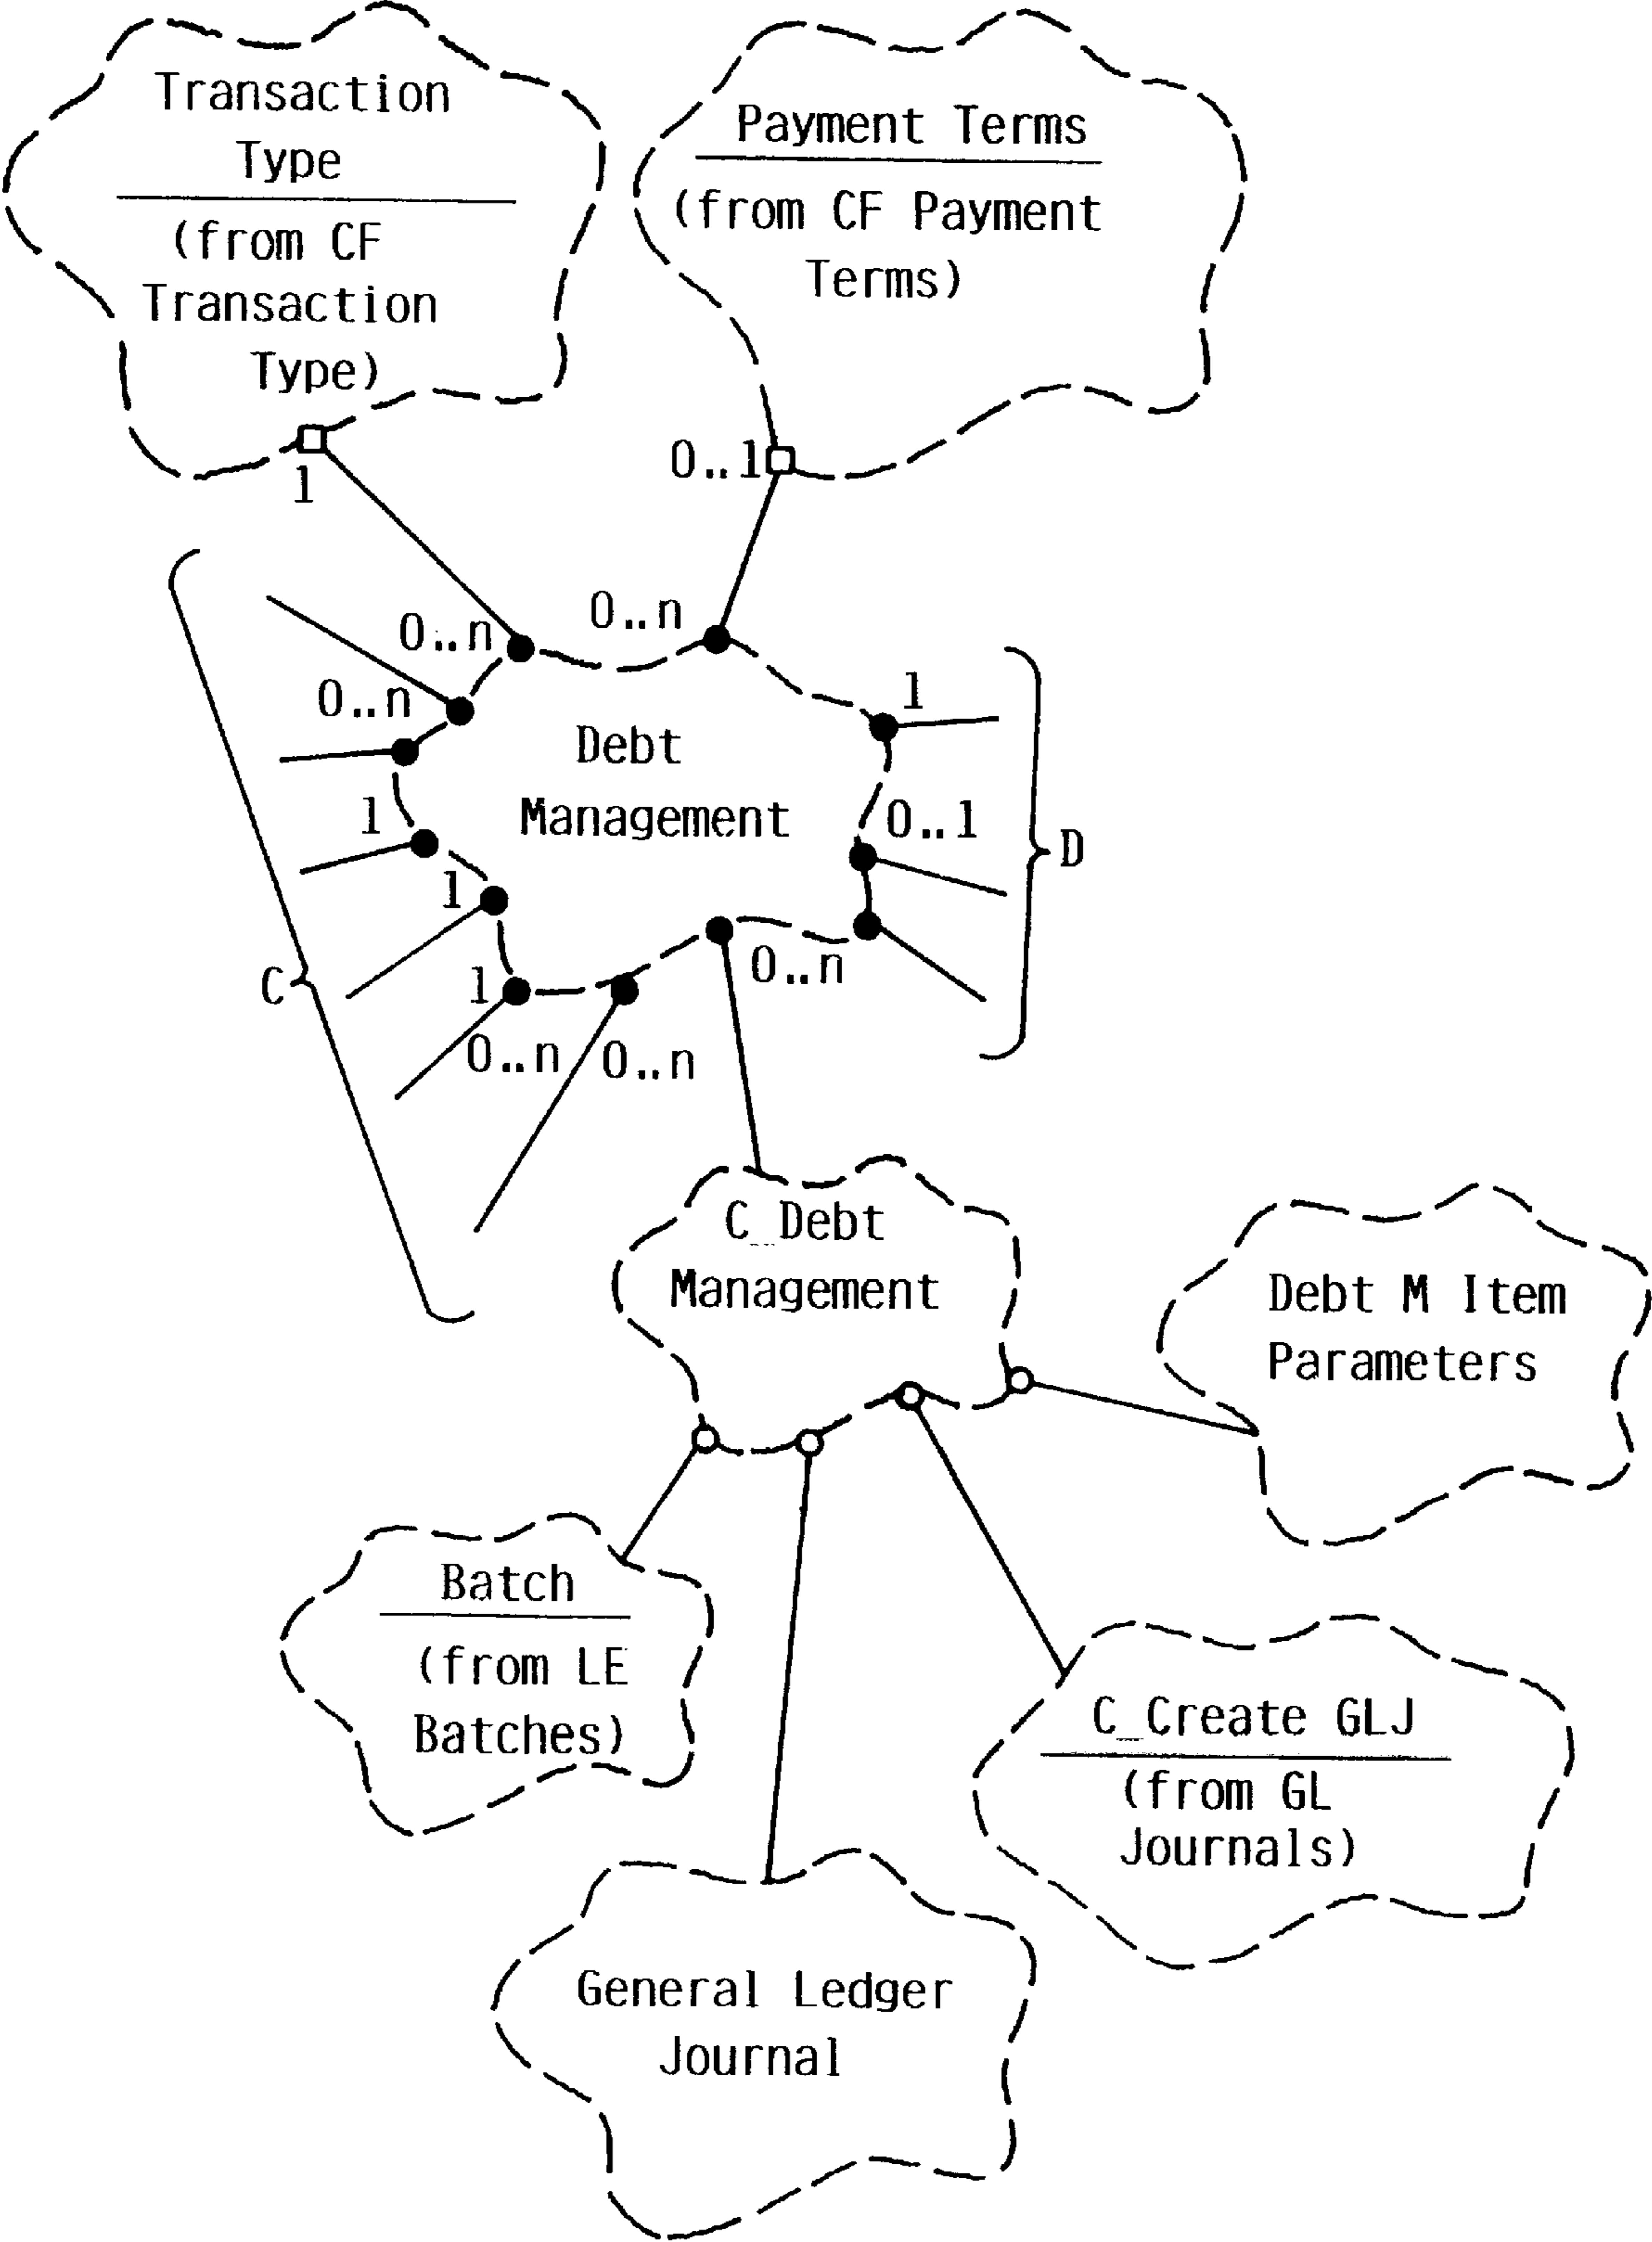 Transaction
Type
(from CF
Transaction
Type)
Payment Terms
(from CF Payment
Terms)
1
0..1
0..n
0..n
0..n
1
1
1
0..n
0..n
0..n
1
0..1
C
D
Debt
Management
C_Debt
Management
Debt M Item
Parameters
Batch
(from LE
Batches)
C_Create GLJ
(from GL
Journals)
General Ledger
Journal